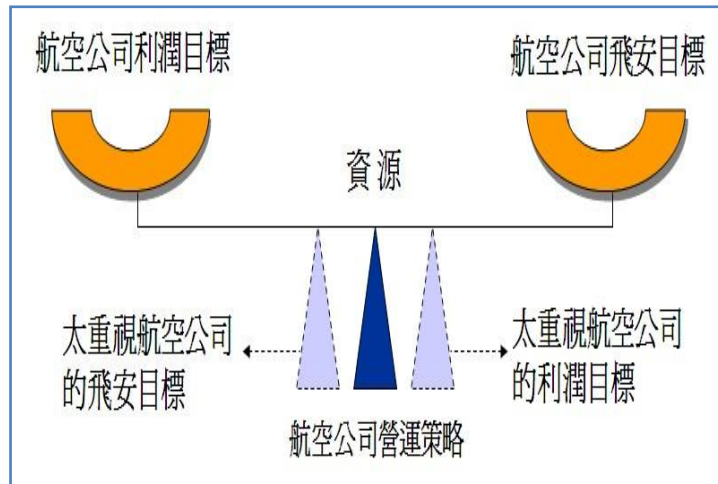 航空公司利潤目標
航空公司飛安目標
資源
太重視航空公司
的飛安目標
太重視航空公司
的利潤目標
航空公司營運策略